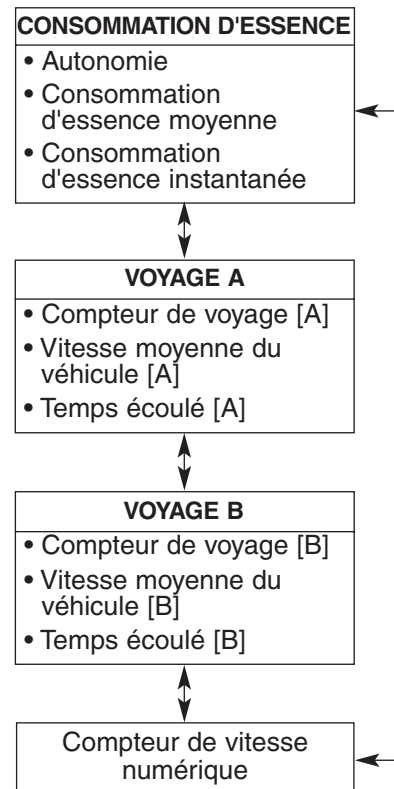 CONSOMMATION D'ESSENCE
• Autonomie
• Consommation
d'essence moyenne
• Consommation
d'essence instantanée
VOYAGE A
• Compteur de voyage [A]
• Vitesse moyenne du
véhicule [A]
• Temps écoulé [A]
VOYAGE B
• Compteur de voyage [B]
• Vitesse moyenne du
véhicule [B]
• Temps écoulé [B]
Compteur de vitesse
numérique